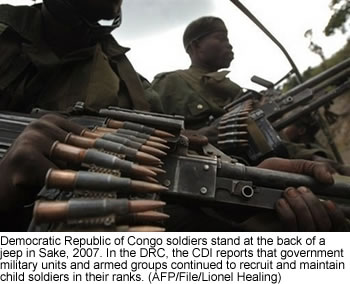 Democratic Republic of Congo soldiers stand at the back of a
jeep in Sake, 2007. In the DRC, the CDI reports that government
military units and armed groups continued to recruit and maintain
child soldiers in their ranks. (AFP/File/Lionel Healing)